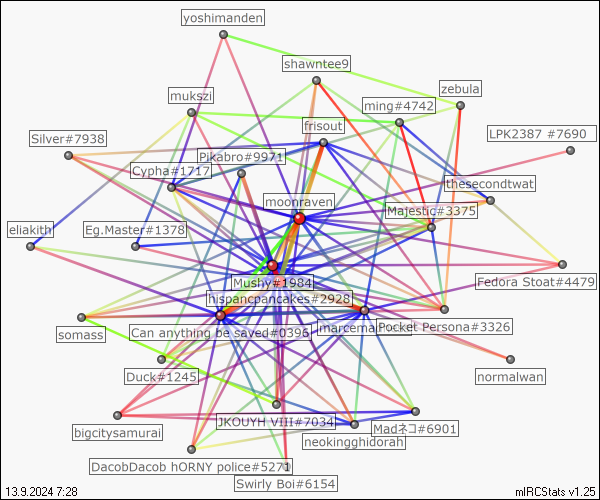 yoshimanden
shawntee9
zebula
mukszi
ming#4742
frisout
LPK2387 #7690
Silver#7938
Pikabro#9971
Cypha#1717
thesecondtwat
moonraven
Majestic#3375
eliakith
Eg.Master#1378
Mushy#1984
Fedora Stoat#4479
hispancpancakes#2928
somass
Can anything be saved#0396
marcema
Pocket Persona#3326
Duck#1245
normalwan
JKOUYH VIII#7034
Madネコ#6901
bigcitysamurai
neokingghidorah
DacobDacob hORNY police#5271
Swirly Boi#6154
13.9.2024 7:28
mIRCStats v1.25